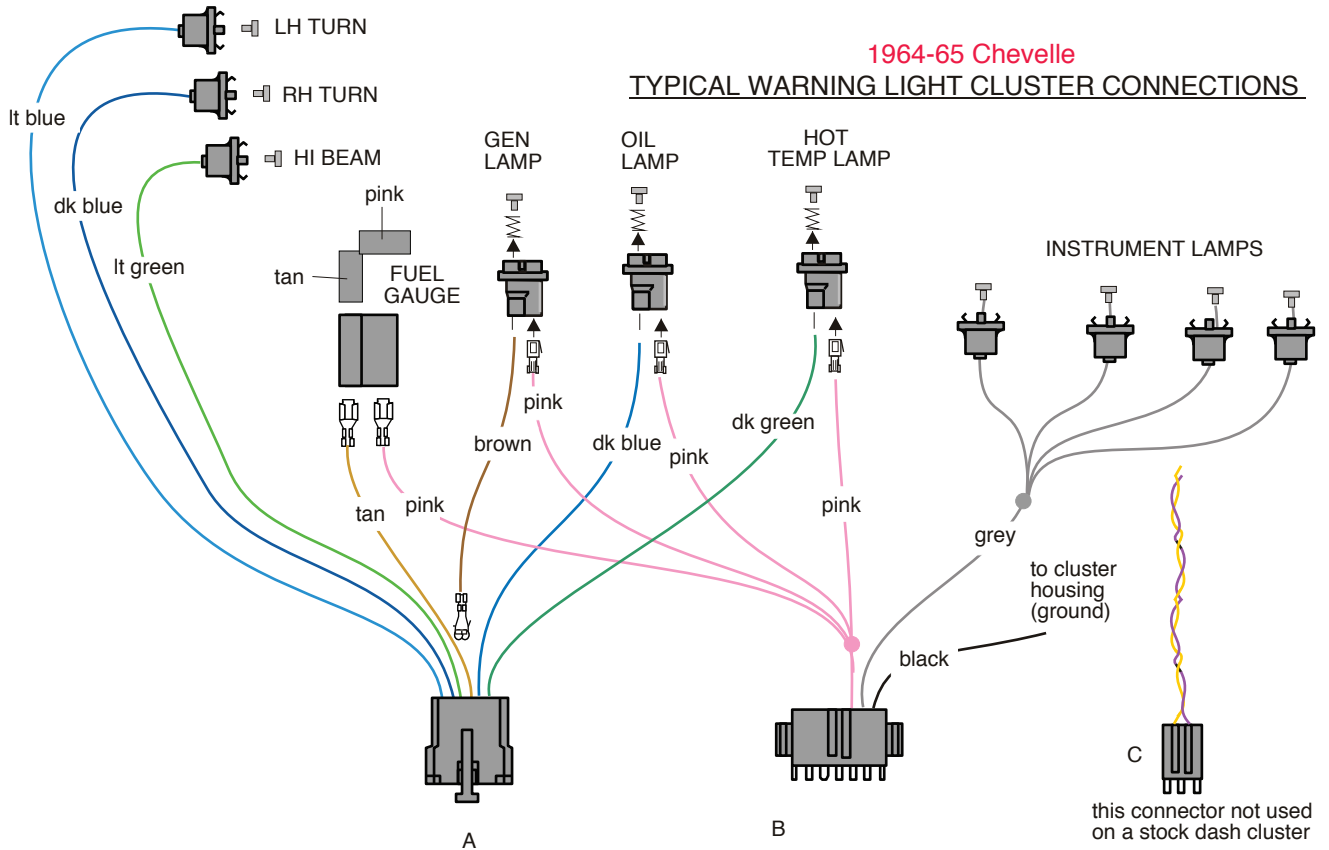 1964-65 Chevelle
TYPICAL WARNING LIGHT CLUSTER CONNECTIONS
LH TURN
RH TURN
HI BEAM
lt blue
dk blue
lt green
pink
tan
FUEL
GAUGE
GEN
LAMP
OIL
LAMP
HOT
TEMP LAMP
INSTRUMENT LAMPS
pink
brown
dk blue
pink
dk green
pink
tan
pink
grey
to cluster
housing
(ground)
black
A
B
C
this connector not used
on a stock dash cluster